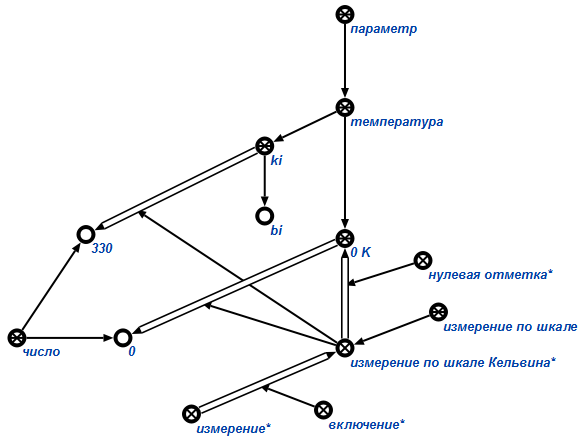 параметр
температура
ki
bi
330
0 K
нулевая отметка*
измерение по шкале
число
0
измерение по шкале Кельвина*
измерение*
включение*